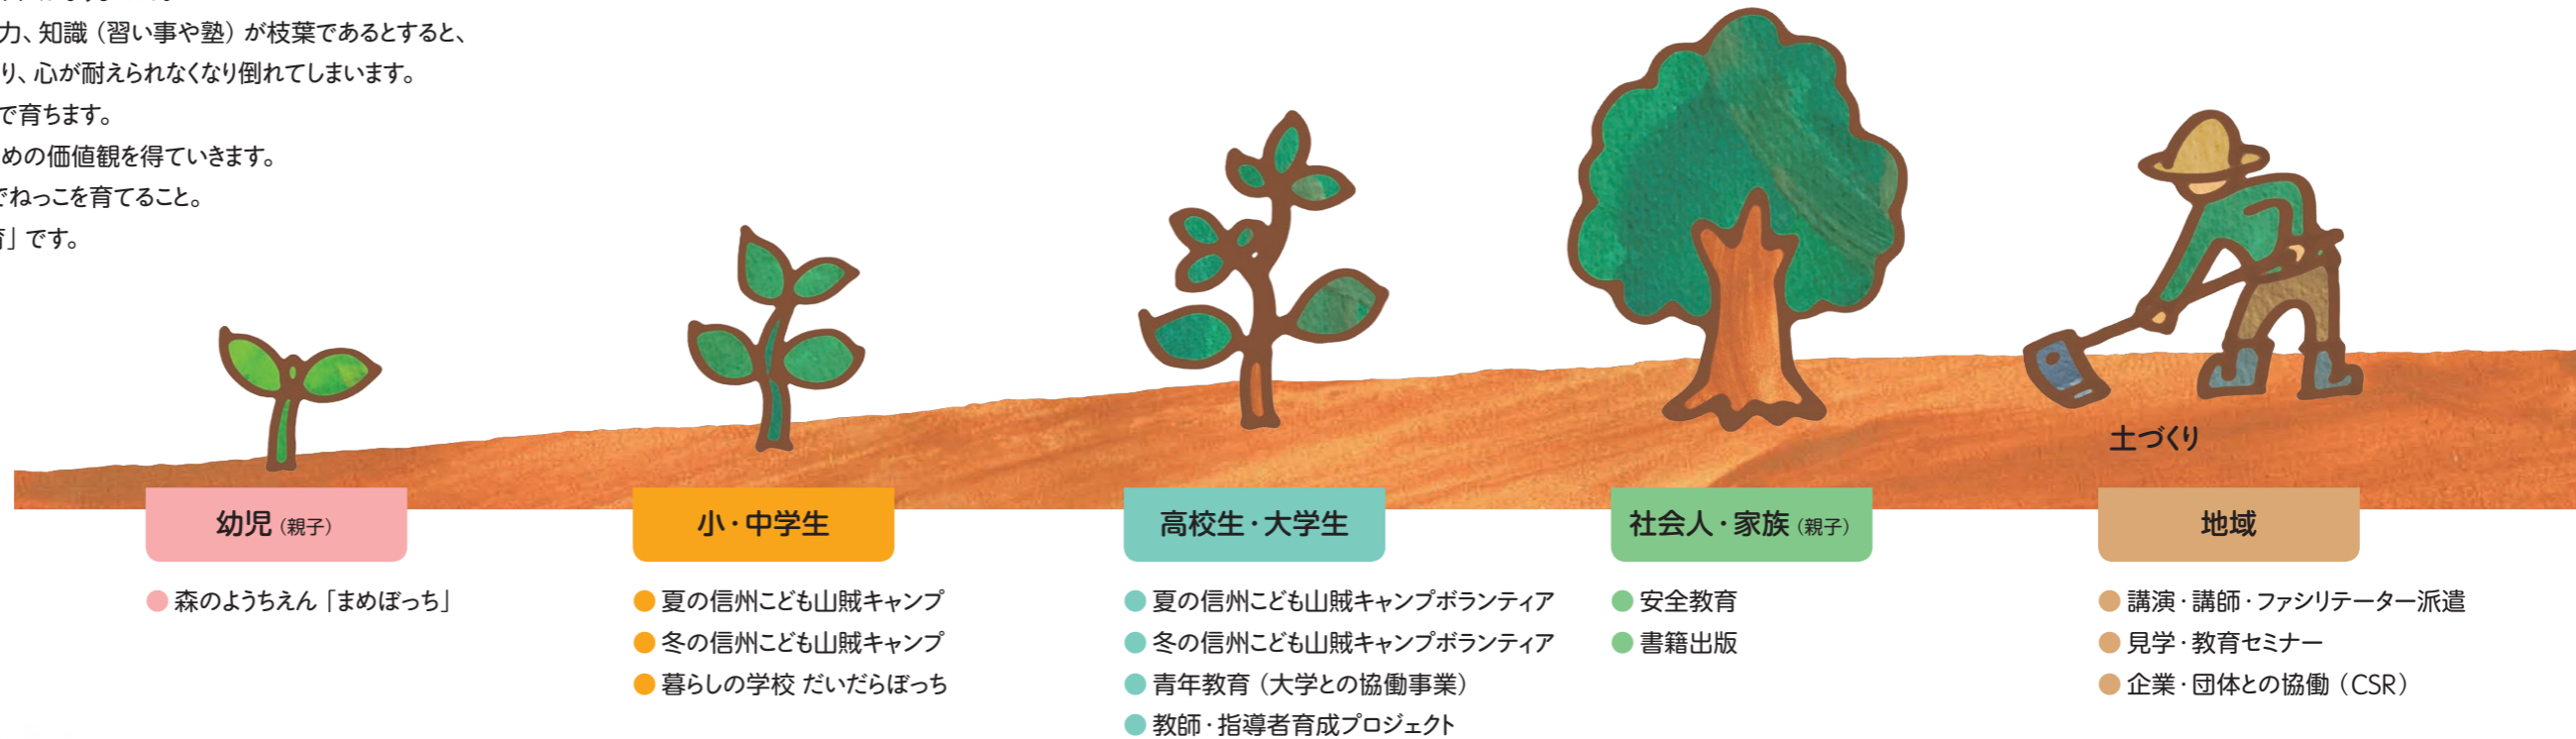 力、知識（習い事や塾）が枝葉であるとすると、
り、心が耐えられなくなり倒れてしまいます。
で育ちます。
めの価値観を得ていきます。
でねっこを育てること。
育」です。
土づくり
幼児（親子）
●森のようちえん「まめぼっち」
小・中学生
●夏の信州こども山賊キャンプ
●冬の信州こども山賊キャンプ
●暮らしの学校 だいだらぼっち
高校生・大学生
●夏の信州こども山賊キャンプボランティア
●冬の信州こども山賊キャンプボランティア
●青年教育（大学との協働事業）
●教師・指導者育成プロジェクト
社会人・家族（親子）
●安全教育
●書籍出版
地域
●講演・講師・ファシリテーター派遣
●見学・教育セミナー
●企業・団体との協働（CSR）